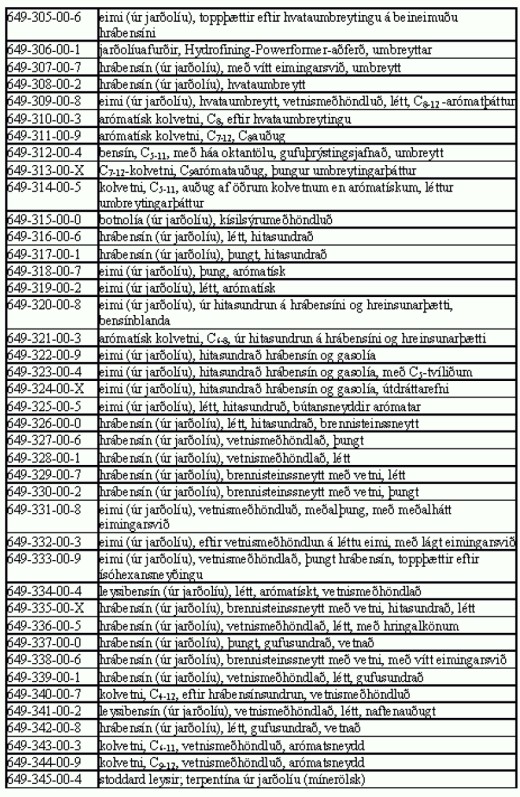 649-305-00-6 eimi (úr jarðolíu), toppþættir eftir hvataumbreytingu á beineimuðu
hrábensíni
649-306-00-1 jarðolíuafurðir, Hydrofining-Powerformer-aðferð, umbreyttar
649-307-00-7 hrábensín (úr jarðolíu), með vítt eimingarsvið, umbreytt
649-308-00-2 hrábensín (úr jarðolíu), hvataumbreytt
649-309-00-8 eimi (úr jarðolíu), hvataumbreytt, vetnismeðhöndluð, létt, C8-12-arómatþáttur
649-310-00-3 arómatísk kolvetni, C8, eftir hvataumbreytingu
649-311-00-9 arómatísk kolvetni, C7-12, C8auðug
649-312-00-4 bensín, C5-11, með háa oktantölu, gufuþrýstingsjafnað, umbreytt
649-313-00-X C7-12-kolvetni, C9arómatauðug, þungur umbreytingarþáttur
649-314-00-5 kolvetni, C5-11, auðug af öðrum kolvetnum en arómatískum, léttur
umbreytingarþáttur
649-315-00-0 botnolía (úr jarðolíu), kísilsýrumeðhöndluð
649-316-00-6 hrábensín (úr jarðolíu), létt, hitasundrað
649-317-00-1 hrábensín (úr jarðolíu), þungt, hitasundrað
649-318-00-7 eimi (úr jarðolíu), þung, arómatísk
649-319-00-2 eimi (úr jarðolíu), létt, arómatísk
649-320-00-8 eimi (úr jarðolíu), úr hitasundrun á hrábensíni og hreinsunarþætti,
bensínblanda
649-321-00-3 arómatísk kolvetni, C6-8, úr hitasundrun á hrábensíni og hreinsunarþætti
649-322-00-9 eimi (úr jarðolíu), hitasundrað hrábensín og gasolía
649-323-00-4 eimi (úr jarðolíu), hitasundrað hrábensín og gasolía, með C5-tvíliðum
649-324-00-X eimi (úr jarðolíu), hitasundrað hrábensín og gasolía, útdráttarefni
649-325-00-5 eimi (úr jarðolíu), létt, hitasundruð, bútansneyddir arómatar
649-326-00-0 hrábensín (úr jarðolíu), létt, hitasundrað, brennisteinssneytt
649-327-00-6 hrábensín (úr jarðolíu), vetnismeðhöndlað, þungt
649-328-00-1 hrábensín (úr jarðolíu), vetnismeðhöndlað, létt
649-329-00-7 hrábensín (úr jarðolíu), brennisteinssneytt með vetni, létt
649-330-00-2 hrábensín (úr jarðolíu), brennisteinssneytt með vetni, þungt
649-331-00-8 eimi (úr jarðolíu), vetnismeðhöndluð, meðalþung, með meðalhátt
eimingarsvið
649-332-00-3 eimi (úr jarðolíu), eftir vetnismeðhöndlun á léttu eimi, með lágt eimingarsvið
649-333-00-9 eimi (úr jarðolíu), vetnismeðhöndlað, þungt hrábensín, toppþættir eftir
ísóhexansneyðingu
649-334-00-4 leysibensín (úr jarðolíu), létt, arómatískt, vetnismeðhöndlað
649-335-00-X hrábensín (úr jarðolíu), brennisteinssneytt með vetni, hitasundrað, létt
649-336-00-5 hrábensín (úr jarðolíu), vetnismeðhöndlað, létt, með hringalkönum
649-337-00-0 hrábensín (úr jarðolíu), þungt, gufusundrað, vetnað
649-338-00-6 hrábensín (úr jarðolíu), brennisteinssneytt með vetni, með vítt eimingarsvið
649-339-00-1 hrábensín (úr jarðolíu), vetnismeðhöndlað, létt, gufusundrað
649-340-00-7 kolvetni, C4-12, eftir hrábensínsundrun, vetnismeðhöndluð
649-341-00-2 leysibensín (úr jarðolíu), vetnismeðhöndlað, létt, naftenauðugt
649-342-00-8 hrábensín (úr jarðolíu), létt, gufusundrað, vetnað
649-343-00-3 kolvetni, C6-11, vetnismeðhöndluð, arómatsneydd
649-344-00-9 kolvetni, C9-12, vetnismeðhöndluð, arómatsneydd
649-345-00-4 stoddard leysir; terpentína úr jarðolíu (mínerölsk)